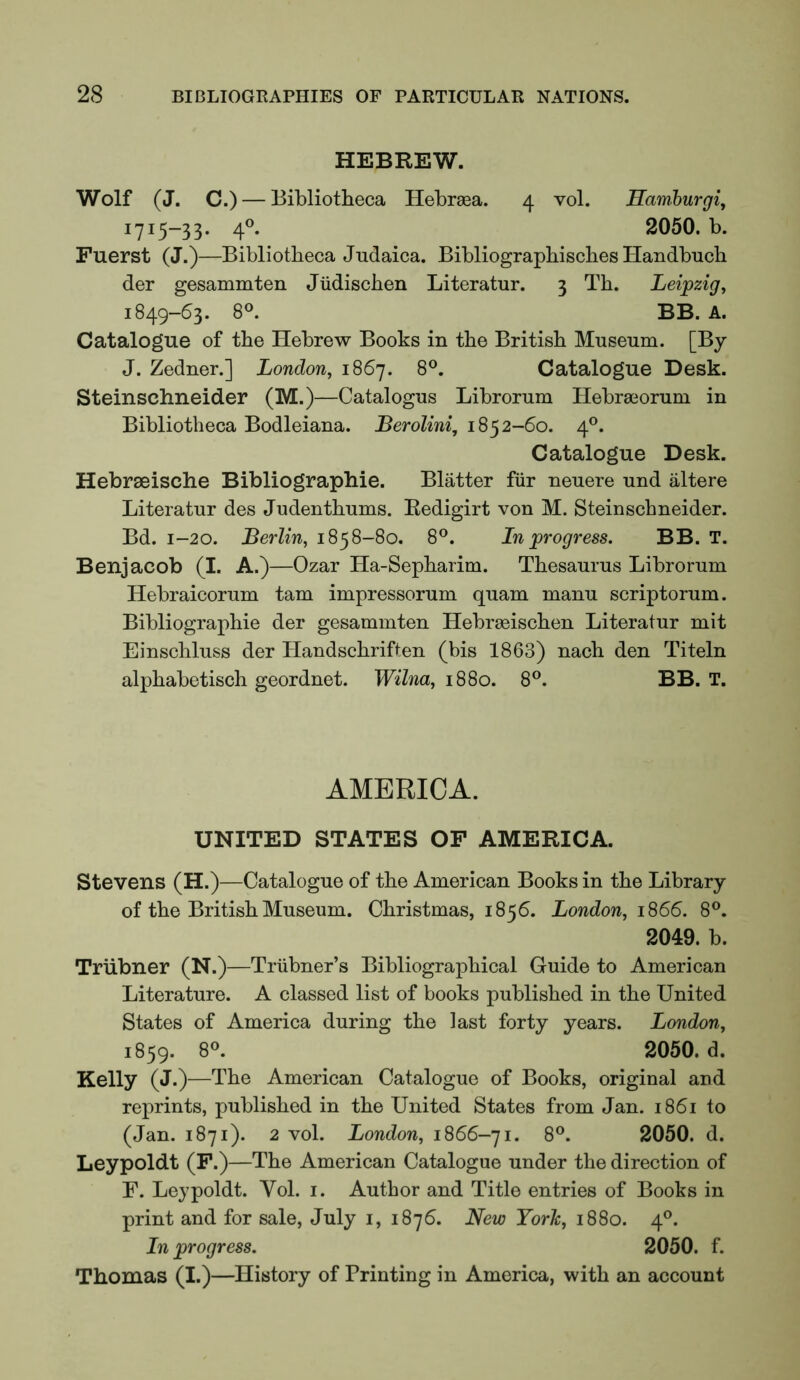 28 BIBLIOGRAPHIES OF PARTICULAR NATIONS.
HEBREW.
Wolf (J. C.) — Bibliotheca Hebræa. 4 vol. Hamburgi,
1715–33. 4⁰. 2050. b.
Fuerst (J.)—Bibliotheca Judaica. Bibliographisches Handbuch
der gesammten Jüdischen Literatur. 3 Th. Leipzig,
1849–63. 8⁰. BB. A.
Catalogue of the Hebrew Books in the British Museum. [By
J. Zedner.] London, 1867. 8⁰. Catalogue Desk.
Steinschneider (M.)—Catalogus Librorum Hebræorum in
Bibliotheca Bodleiana. Berolini, 1852–60. 4⁰.
Catalogue Desk.
Hebræische Bibliographie. Blätter für neuere und ältere
Literatur des Judenthums. Redigirt von M. Steinschneider.
Bd. 1–20. Berlin, 1858–80. 8⁰. In progress. BB. T.
Benjacob (I. A.)—Ozar Ha-Sepharim. Thesaurus Librorum
Hebraicorum tam impressorum quam manu scriptorum.
Bibliographie der gesammten Hebræischen Literatur mit
Einschluss der Handschriften (bis 1863) nach den Titeln
alphabetisch geordnet. Wilna, 1880. 8⁰. BB. T.
AMERICA.
UNITED STATES OF AMERICA.
Stevens (H.)—Catalogue of the American Books in the Library
of the British Museum. Christmas, 1856. London, 1866. 8⁰.
2049. b.
Trübner (N.)—Trübner's Bibliographical Guide to American
Literature. A classed list of books published in the United
States of America during the last forty years. London,
1859. 8⁰. 2050. d.
Kelly (J.)—The American Catalogue of Books, original and
reprints, published in the United States from Jan. 1861 to
(Jan. 1871). 2 vol. London, 1866–71. 8⁰. 2050. d.
Leypoldt (F.)—The American Catalogue under the direction of
F. Leypoldt. Vol. 1. Author and Title entries of Books in
print and for sale, July 1, 1876. New York, 1880. 4⁰.
In progress. 2050. f.
Thomas (I.)—History of Printing in America, with an account